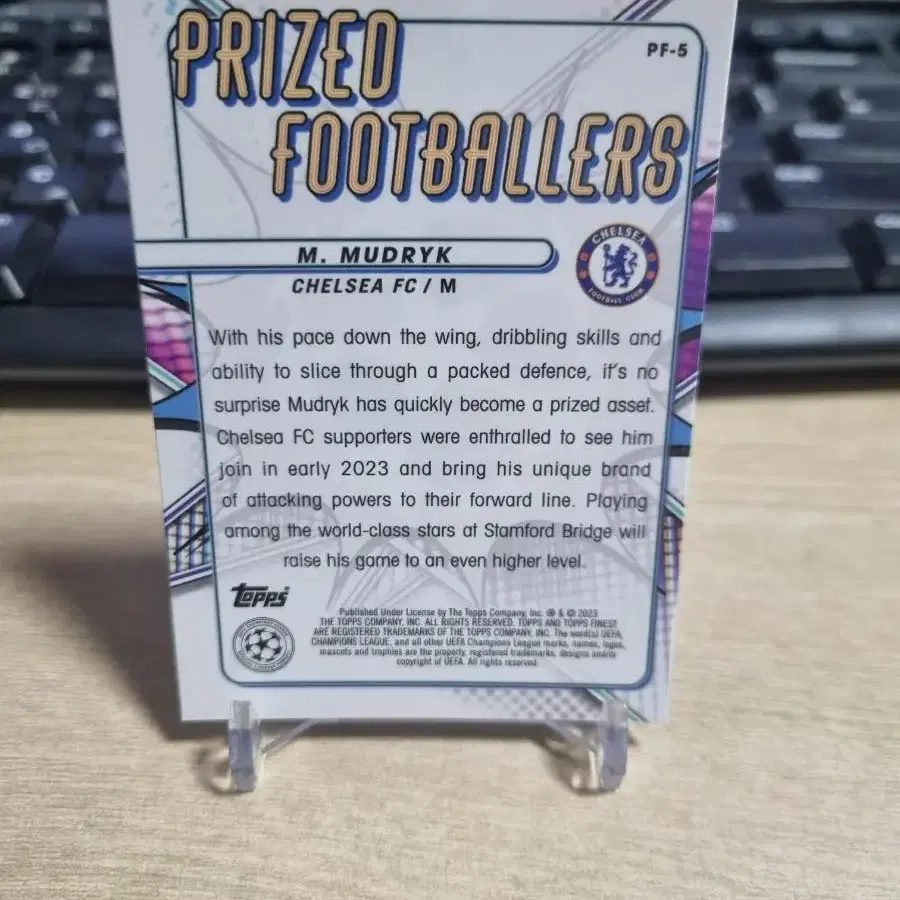 PRIZED
PF-5
FOOTBALLERS
M. MUDRYK
CHELSEA FC / M
CHELSEA
FOOTBALL CLUB
With his pace down the wing, dribbling skills and
ability to slice through a packed defence, it's no
surprise Mudryk has quickly become a prized asset.
Chelsea FC supporters were enthralled to see him
join in early 2023 and bring his unique brand
of attacking powers to their forward line. Playing
among the world-class stars at Stamford Bridge will
raise his game to an even higher level.
Topps
Published Under License by The Topps Company, Inc. ® & © 2023
THE TOPPS COMPANY, INC. ALL RIGHTS RESERVED. TOPPS AND TOPPS FINEST
ARE REGISTERED TRADEMARKS OF THE TOPPS COMPANY, INC. The word(s) UEFA,
CHAMPIONS LEAGUE, and all other UEFA Champions League marks, names, logos,
mascots and trophies are the property, registered trademarks, designs and/or
copyright of UEFA. All rights reserved.